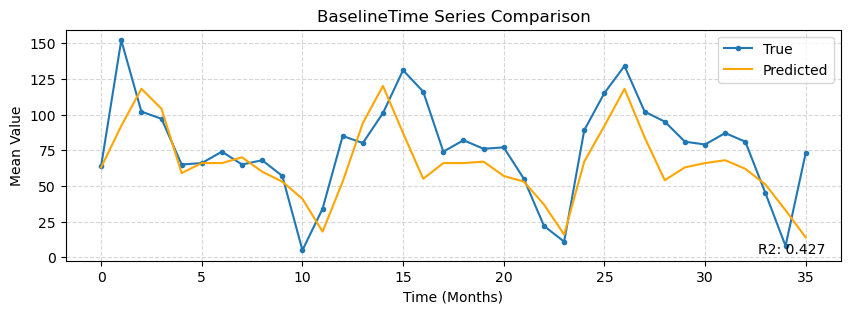 BaselineTime Series Comparison
Mean Value
150
125
100
75
50
25
0
True
Predicted
R2: 0.427
0
5
10
15
20
25
30
35
Time (Months)